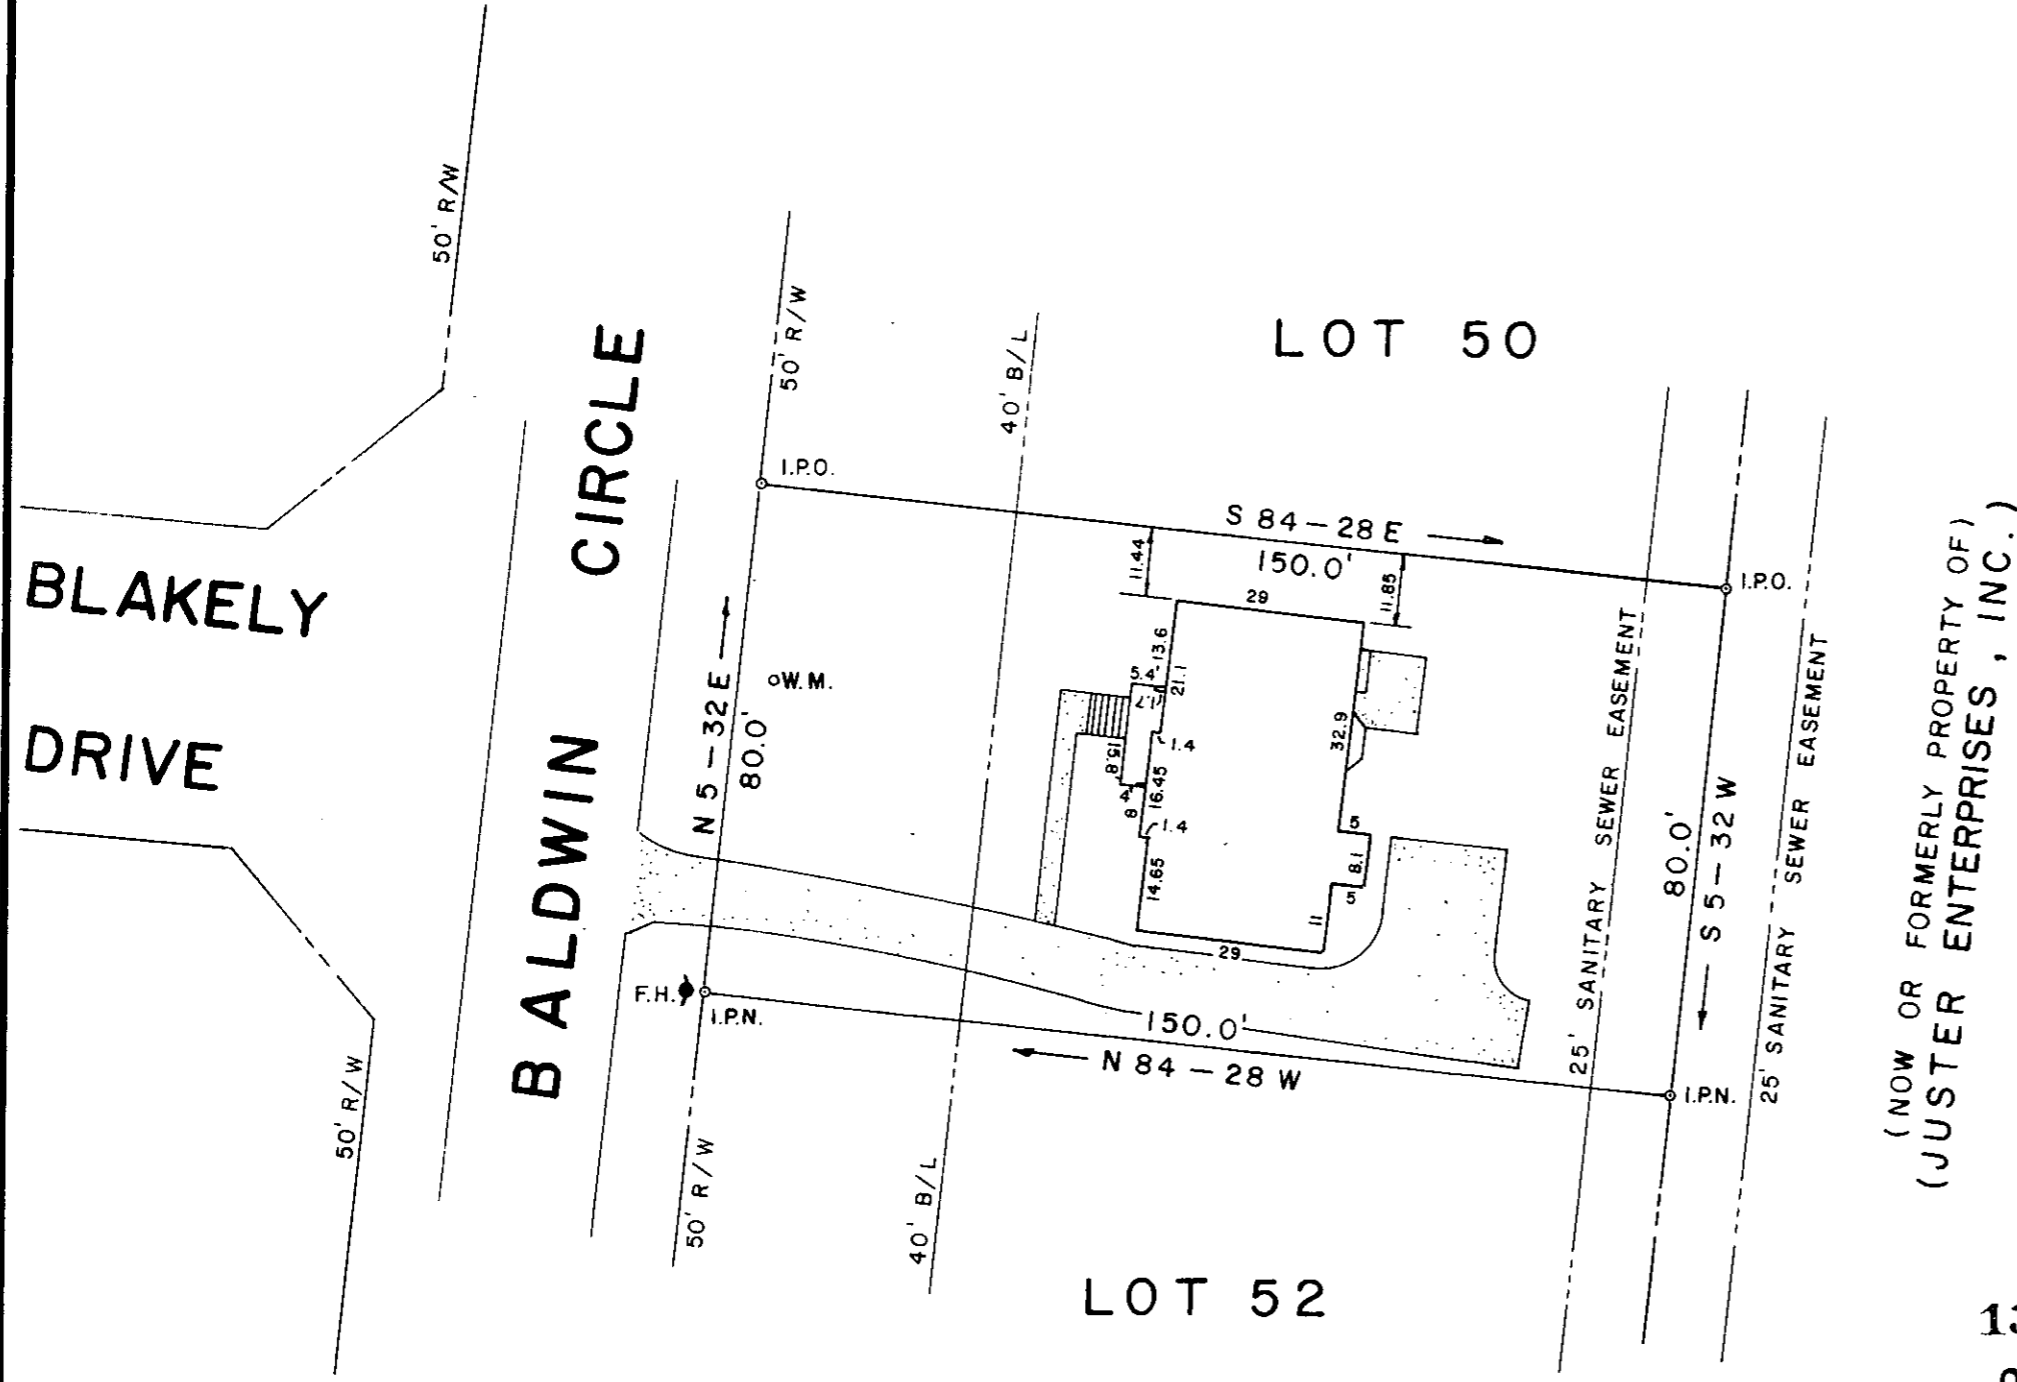 50' R/W
50' R/W
40' B/L
LOT 50
BLAKELY
DRIVE
BALDWIN CIRCLE
I.P.O.
S 84-28 E
150.0'
I.P.O.
11.44
11.85
29
N 5-32 E
80.0'
W.M.
13.6
5.4
21.1
1.7
1.4
15.8
16.45
4
8
1.4
14.65
32.9
5
8.1
5
11
29
25' SANITARY SEWER EASEMENT
80.0'
S 5-32 W
25' SANITARY SEWER EASEMENT
(NOW OR FORMERLY PROPERTY OF)
(JUSTER ENTERPRISES, INC.)
F.H.
I.P.N.
150.0'
N 84-28 W
I.P.N.
50' R/W
50' R/W
40' B/L
LOT 52